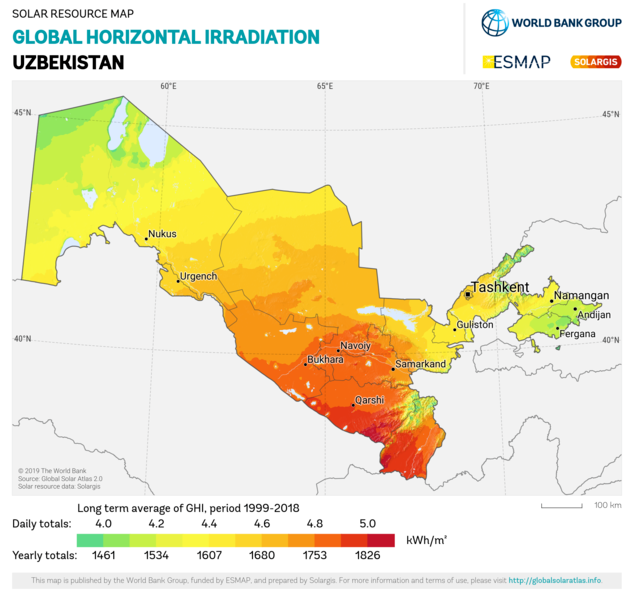 SOLAR RESOURCE MAP
GLOBAL HORIZONTAL IRRADIATION
UZBEKISTAN
WORLD BANK GROUP
ESMAP
SOLARGIS
60°E
65°E
70°E
45°N
45°N
Nukus
Urgench
Tashkent
Namangan
Andijan
Guliston
Fergana
40°N
40°N
Navoiy
Bukhara
Samarkand
Qarshi
© 2019 The World Bank
Source: Global Solar Atlas 2.0
Solar resource data: Solargis
100 km
Long term average of GHI, period 1999-2018
Daily totals: 4.0 4.2 4.4 4.6 4.8 5.0
kWh/m²
Yearly totals: 1461 1534 1607 1680 1753 1826
This map is published by the World Bank Group, funded by ESMAP, and prepared by Solargis. For more information and terms of use, please visit http://globalsolaratlas.info.